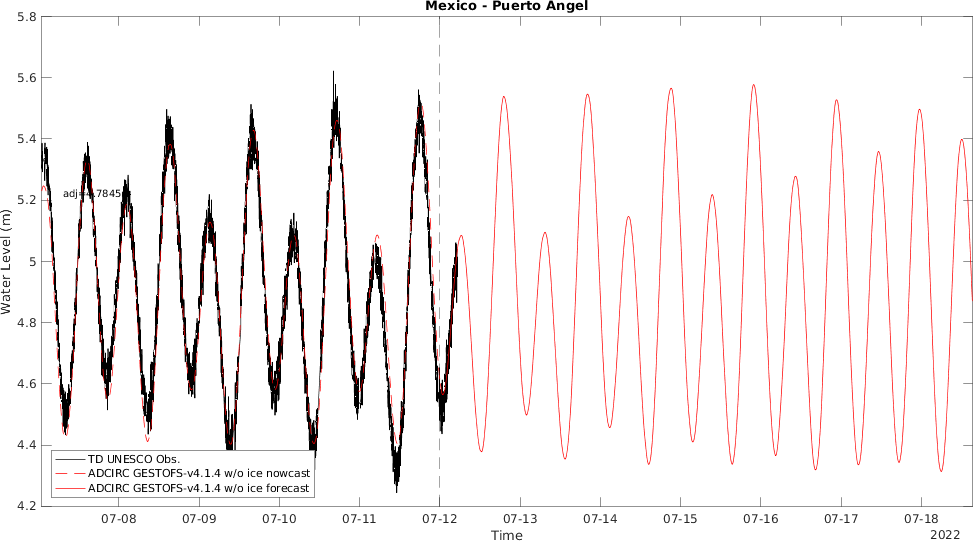 Mexico - Puerto Angel
5.8
5.6
5.4
5.2
5
4.8
4.6
4.4
4.2
Water Level (m)
adj=4.7845m
TD UNESCO Obs.
ADCIRC GESTOFS-v4.1.4 w/o ice nowcast
ADCIRC GESTOFS-v4.1.4 w/o ice forecast
07-08 07-09 07-10 07-11 07-12 07-13 07-14 07-15 07-16 07-17 07-18
Time
2022